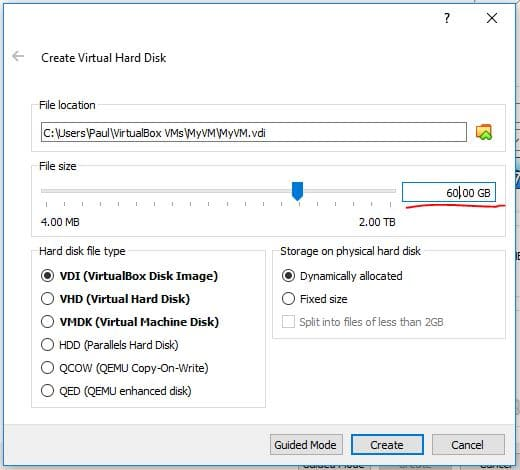 ?
Create Virtual Hard Disk
File location
C:\Users\Paul\VirtualBox VMs\MyVM\MyVM.vdi
File size
60.00 GB
4.00 MB 2.00 TB
Hard disk file type Storage on physical hard disk
VDI (VirtualBox Disk Image) Dynamically allocated
VHD (Virtual Hard Disk) Fixed size
VMDK (Virtual Machine Disk) Split into files of less than 2GB
HDD (Parallels Hard Disk)
QCOW (QEMU Copy-On-Write)
QED (QEMU enhanced disk)
Guided Mode Create Cancel